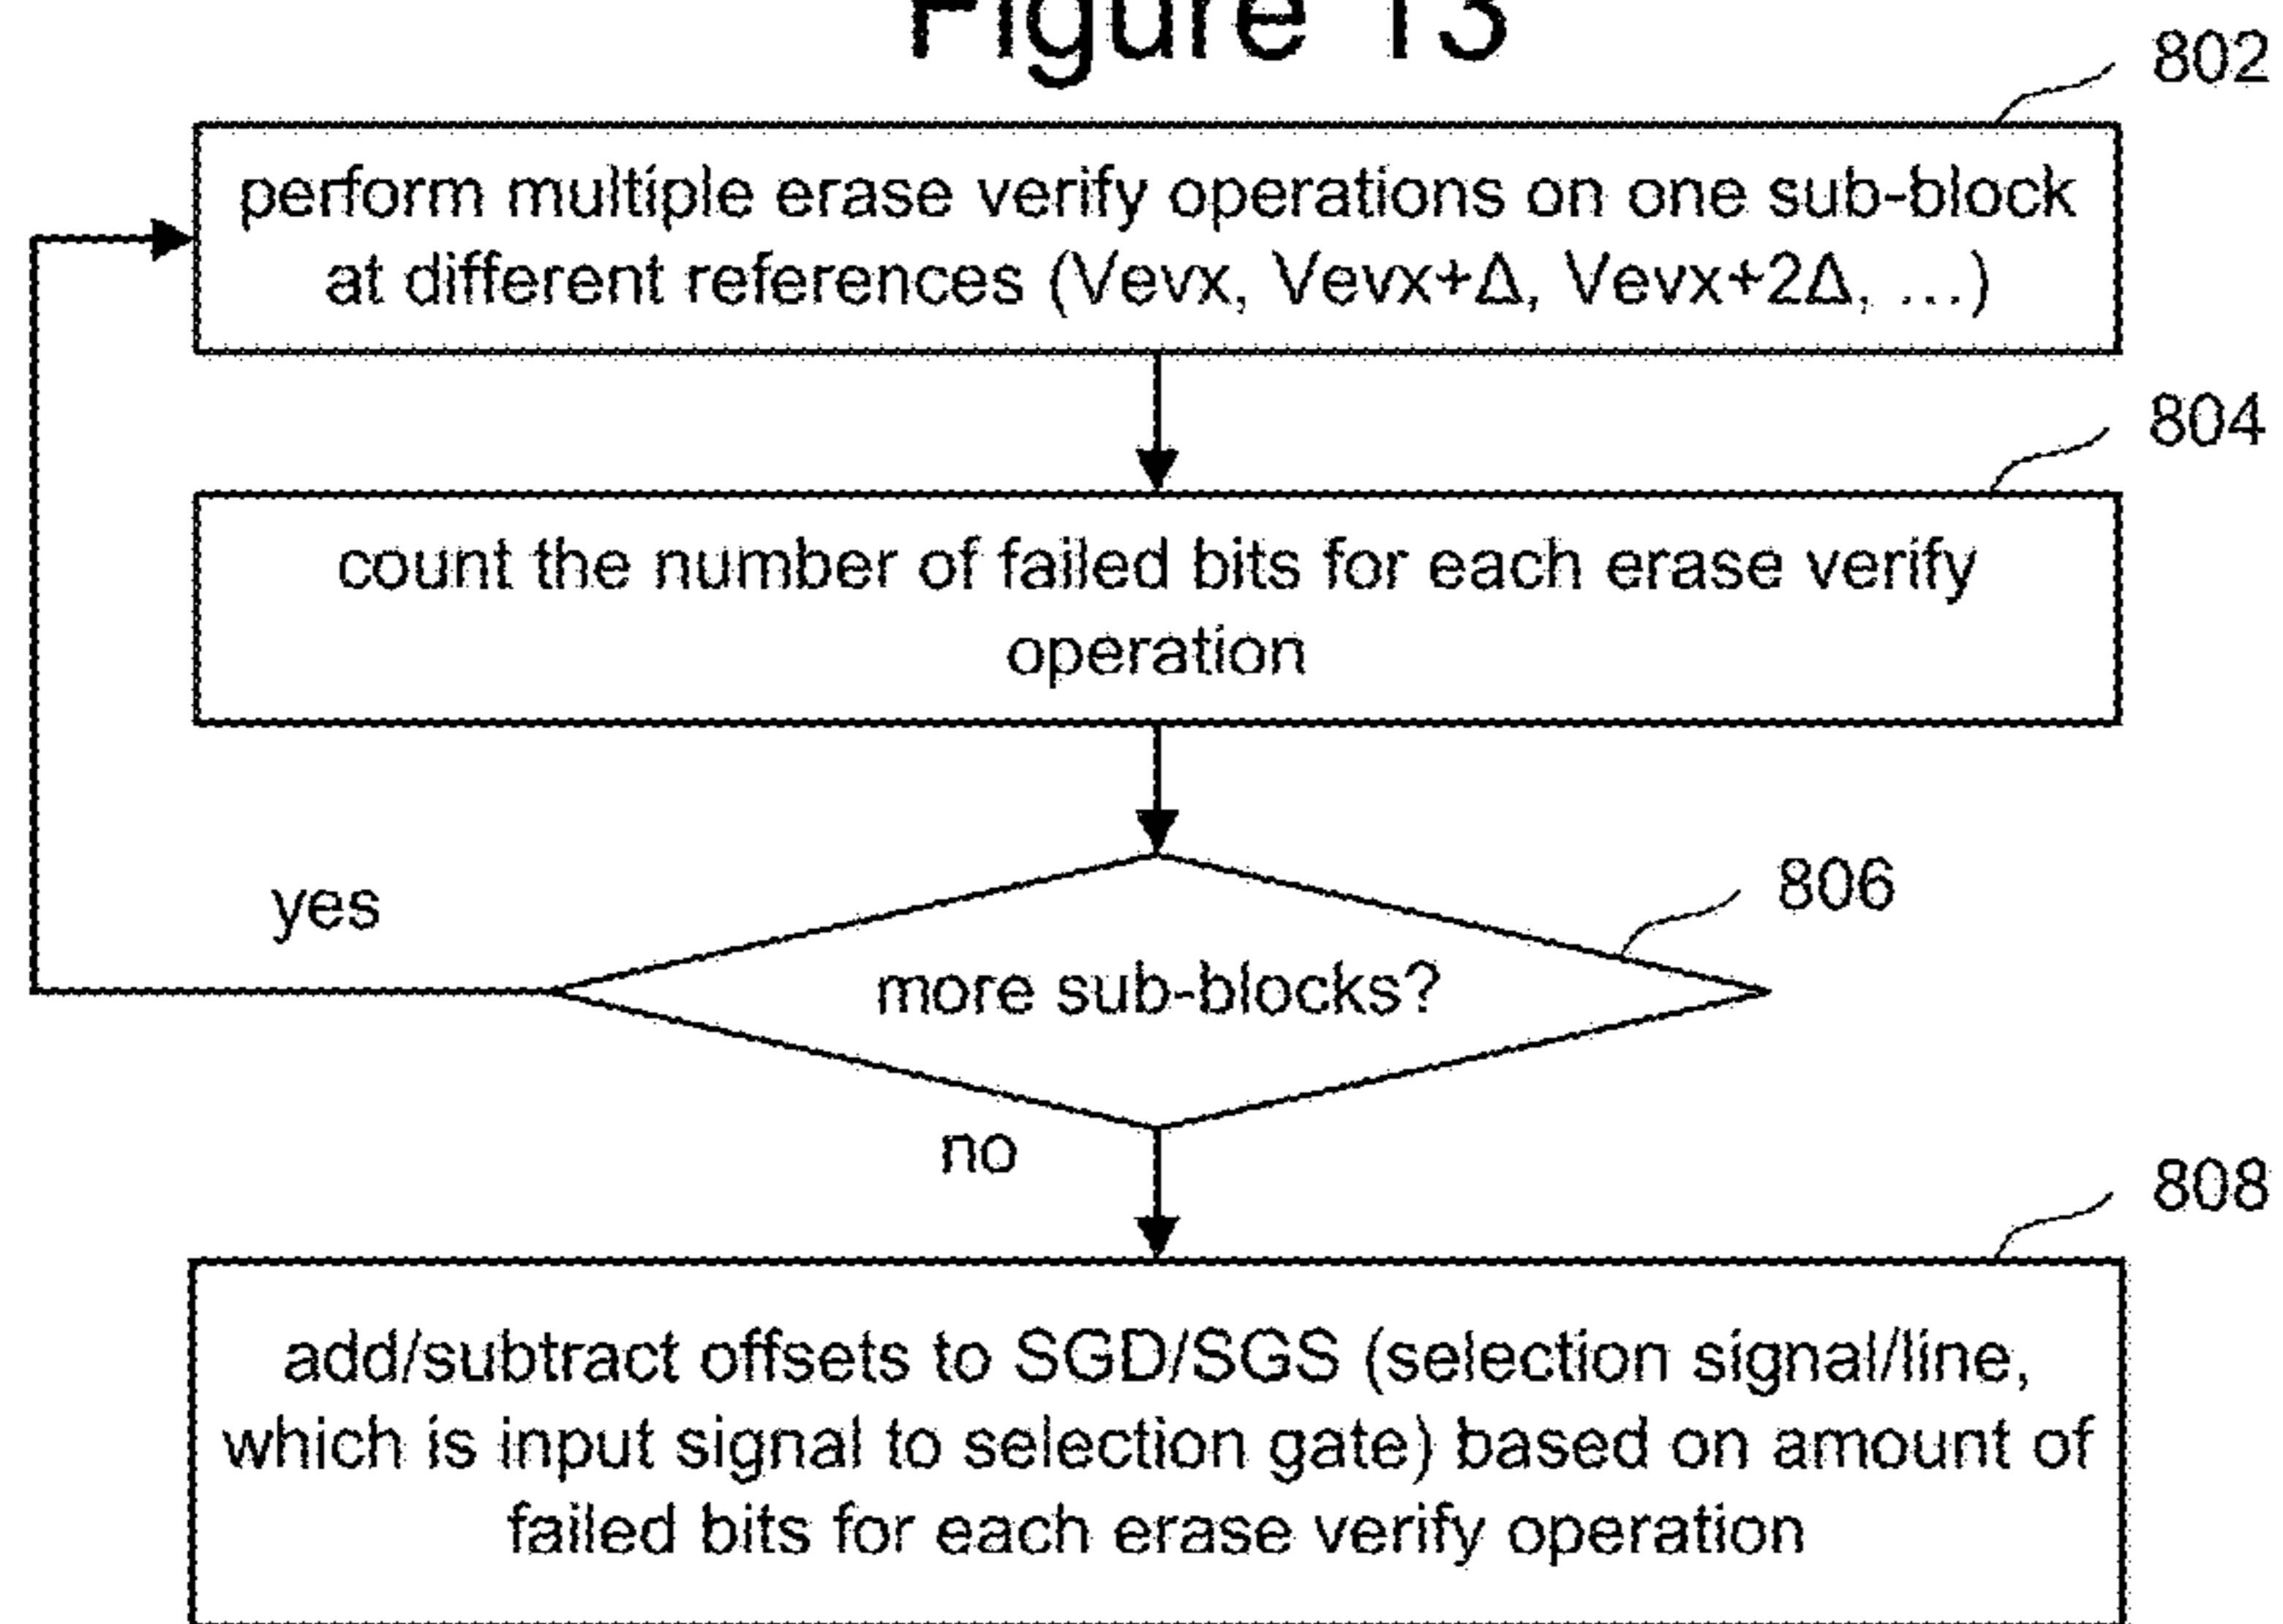 Figure 13
802
perform multiple erase verify operations on one sub-block
at different references (Vevx, Vevx+Δ, Vevx+2Δ, ...)
804
count the number of failed bits for each erase verify
operation
806
yes
more sub-blocks?
no
808
add/subtract offsets to SGD/SGS (selection signal/line,
which is input signal to selection gate) based on amount of
failed bits for each erase verify operation